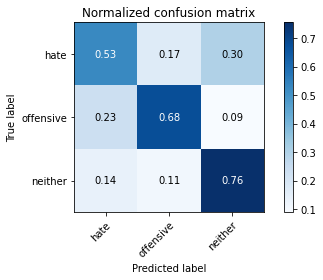 Normalized confusion matrix
True label
hate 0.53 0.17 0.30
offensive 0.23 0.68 0.09
neither 0.14 0.11 0.76
hate offensive neither
Predicted label
0.7
0.6
0.5
0.4
0.3
0.2
0.1